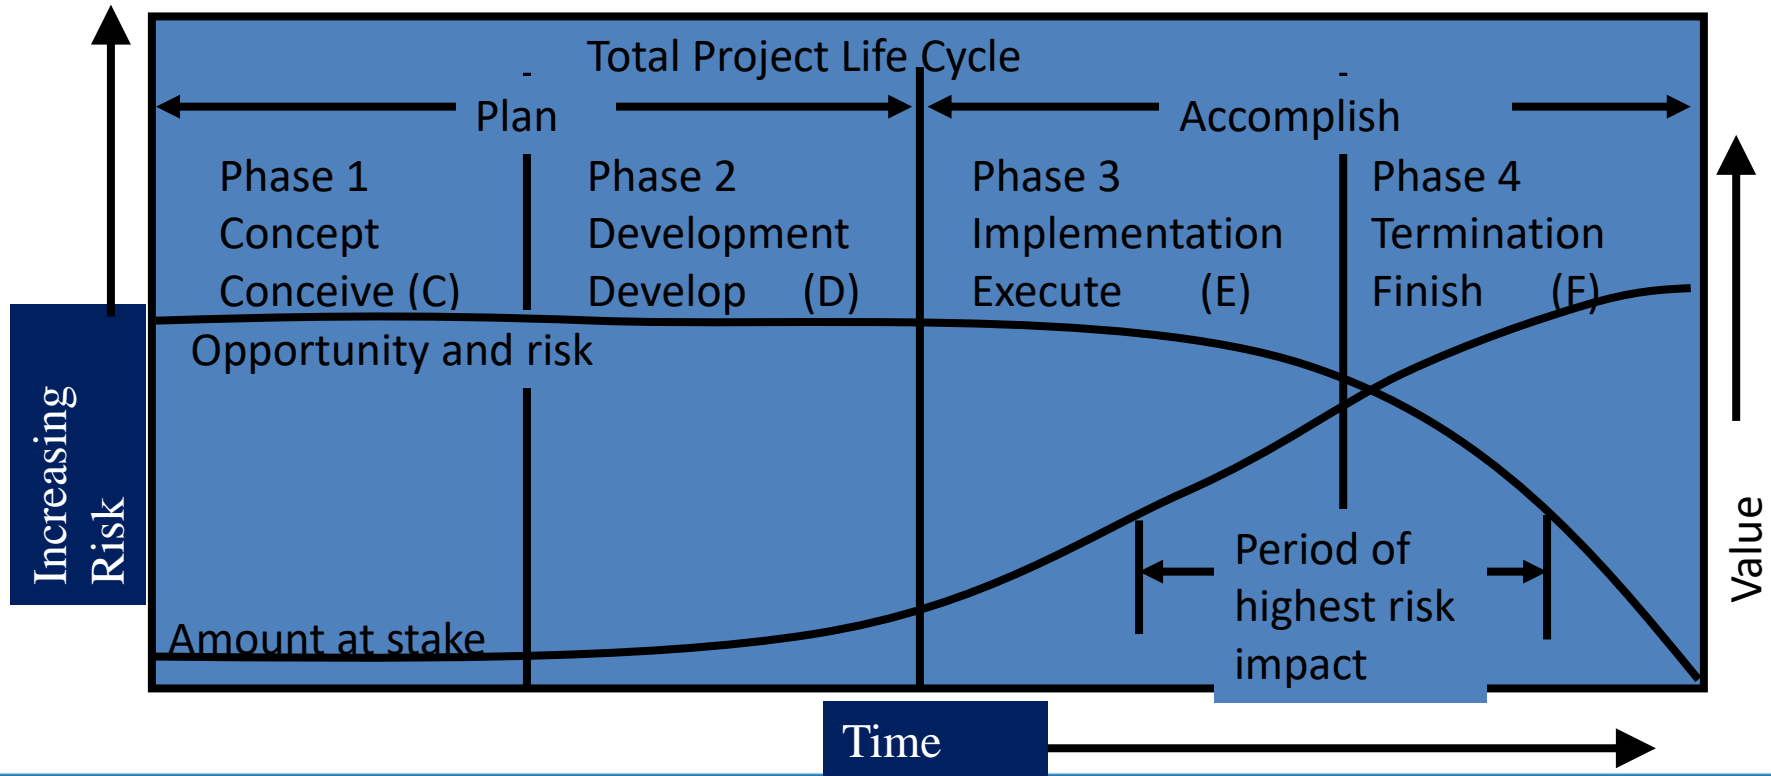 Total Project Life Cycle
Plan
Accomplish
Phase 1
Concept
Conceive (C)
Phase 2
Development
Develop (D)
Phase 3
Implementation
Execute (E)
Phase 4
Termination
Finish (F)
Opportunity and risk
Amount at stake
Period of
highest risk
impact
Increasing
Risk
Value
Time